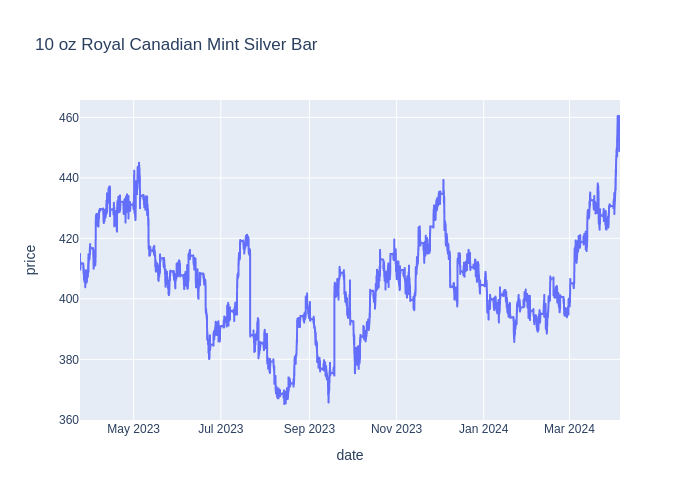 10 oz Royal Canadian Mint Silver Bar
460
440
420
400
380
360
price
May 2023
Jul 2023
Sep 2023
Nov 2023
Jan 2024
Mar 2024
date